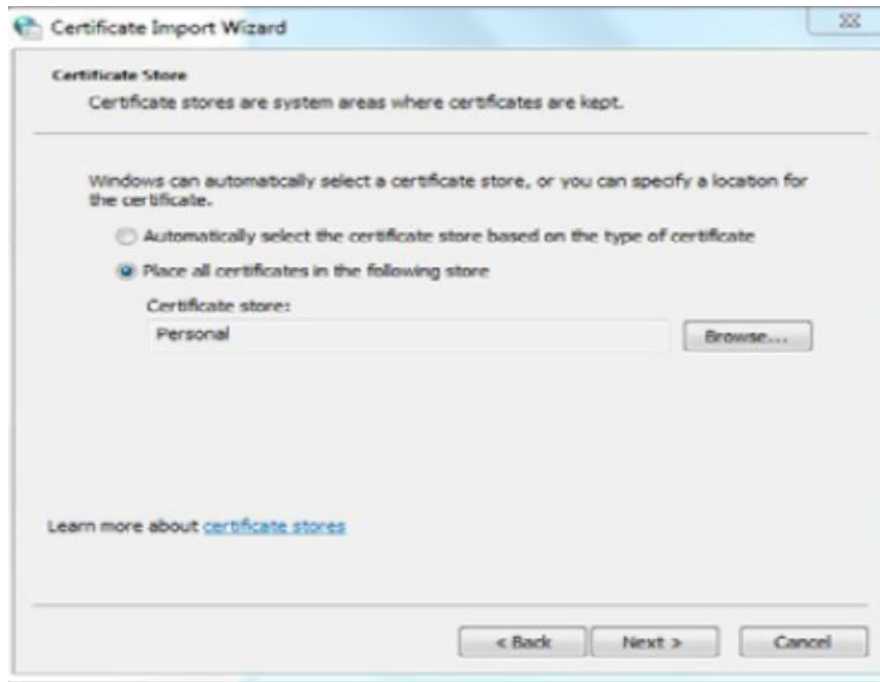 Certificate Import Wizard
Certificate Store
Certificate stores are system areas where certificates are kept.
Windows can automatically select a certificate store, or you can specify a location for
the certificate.
Automatically select the certificate store based on the type of certificate
Place all certificates in the following store
Certificate store:
Personal
Browse...
Learn more about certificate stores
< Back
Next >
Cancel